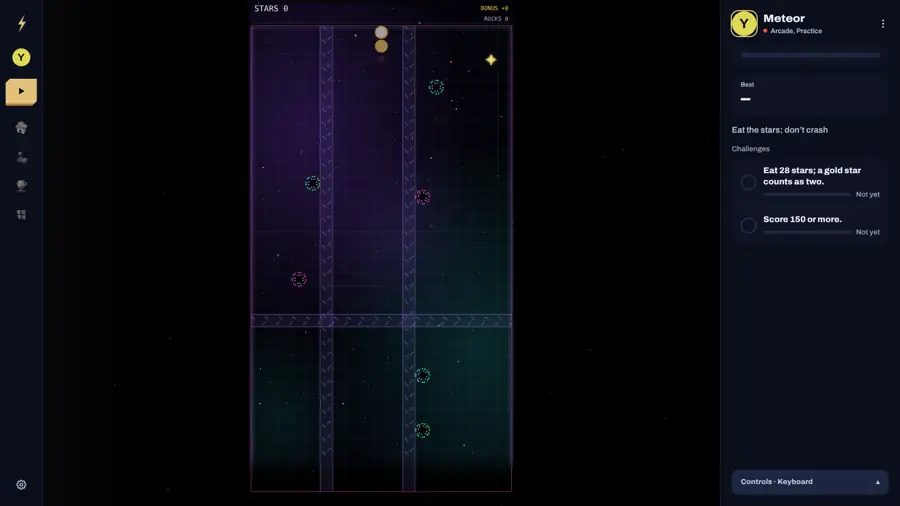 STARS 0
BONUS +0
ROCKS 0
Y
Y
Meteor
Arcade, Practice
Best
—
Eat the stars; don't crash
Challenges
Eat 28 stars; a gold star
counts as two.
Not yet
Score 150 or more.
Not yet
Controls · Keyboard